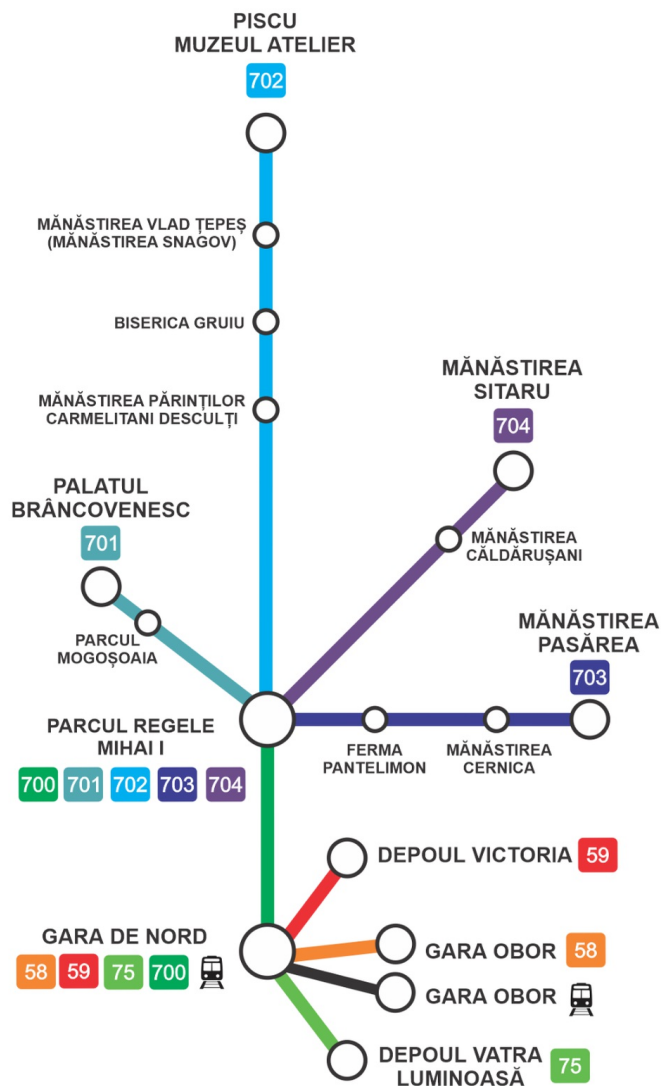 PISCU
MUZEUL ATELIER
702
MĂNĂSTIREA VLAD ȚEPEȘ
(MĂNĂSTIREA SNAGOV)
BISERICA GRUIU
MĂNĂSTIREA PĂRINȚILOR
CARMELITANI DESCULȚI
MĂNĂSTIREA
SITARU
704
MĂNĂSTIREA
CĂLDĂRUȘANI
PALATUL
BRÂNCOVENESC
701
PARCUL
MOGOȘOAIA
MĂNĂSTIREA
PASĂREA
703
FERMA
PANTELIMON
MĂNĂSTIREA
CERNICA
PARCUL REGELE
MIHAI I
700 701 702 703 704
DEPOUL VICTORIA 59
GARA DE NORD
58 59 75 700
GARA OBOR 58
GARA OBOR
DEPOUL VATRA
LUMINOASĂ 75